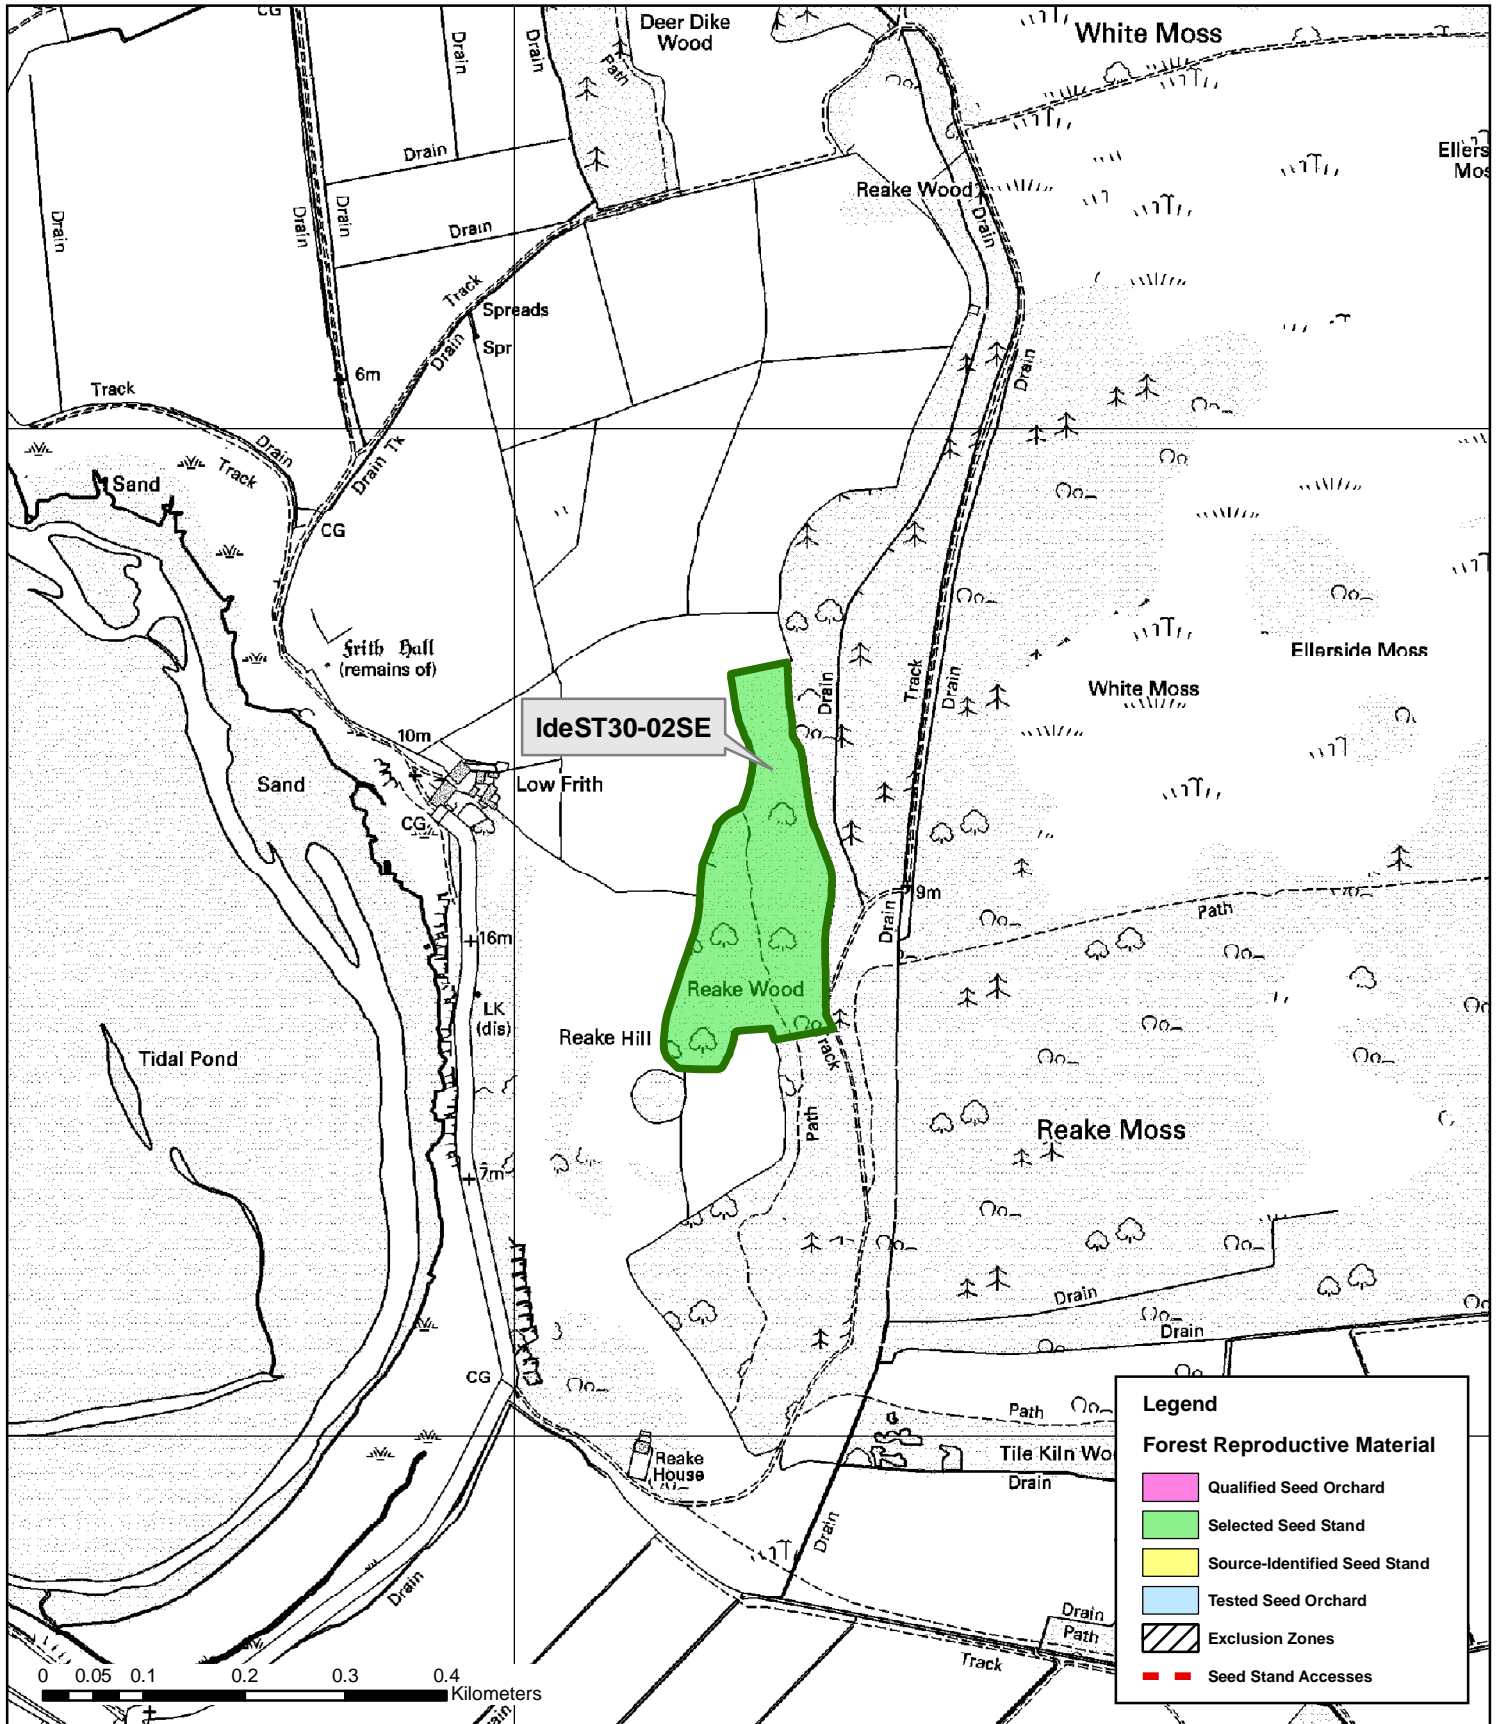 CG
Drain
Drain
Deer Dike
Wood
Path
White Moss
Drain
Ellers
Mos
Reake Wood
Drain
Drain
Drain
Drain
Drain
Drain
Track
Spreads
Spr
Drain
6m
Drain
Track
Drain
Track
Drain Tk
Sand
CG
Frith Hall
(remains of)
Ellerside Moss
White Moss
Drain
Track
Drain
IdeST30-02SE
10m
Sand
Low Frith
CG
9m
Drain
Path
16m
LK
(dis)
Reake Wood
Reake Hill
Track
Tidal Pond
Path
Reake Moss
7m
Drain
Drain
CG
Path
Tile Kiln Wo
Drain
Reake
House
Drain
Drain
Drain
Path
Track
ain
Legend
Forest Reproductive Material
Qualified Seed Orchard
Selected Seed Stand
Source-Identified Seed Stand
Tested Seed Orchard
Exclusion Zones
Seed Stand Accesses
0 0.05 0.1 0.2 0.3 0.4
Kilometers